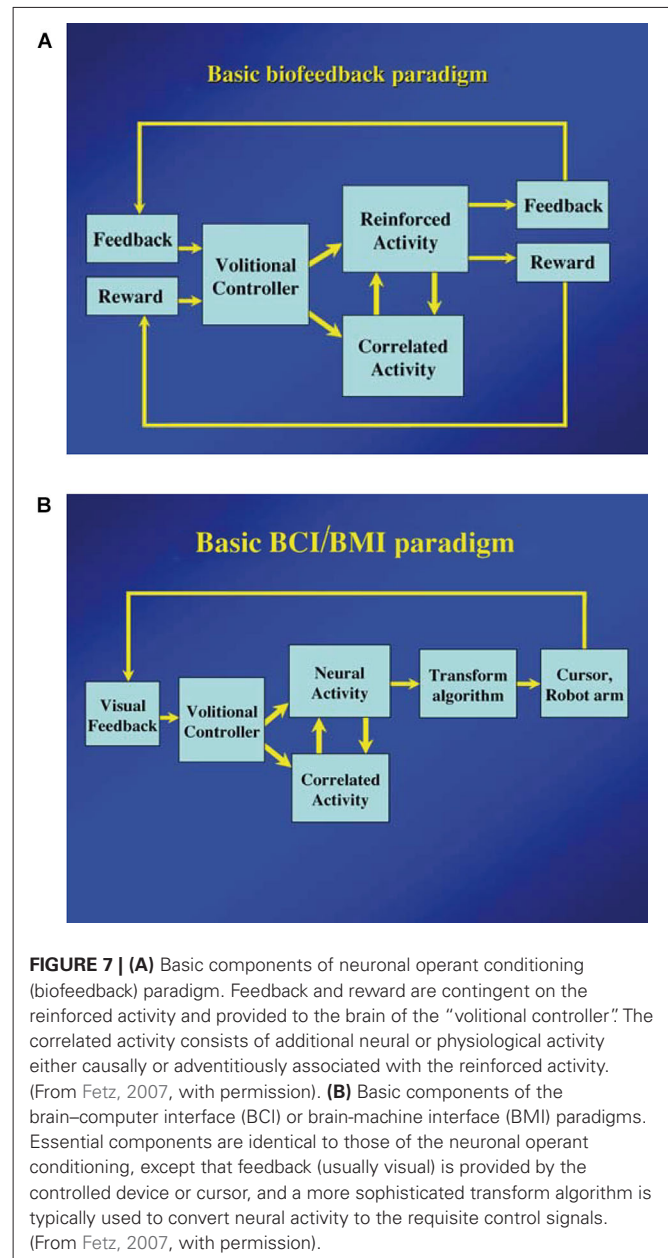 A
Basic biofeedback paradigm
Feedback
Reward
Volitional
Controller
Reinforced
Activity
Correlated
Activity
Feedback
Reward
B
Basic BCI/BMI paradigm
Visual
Feedback
Volitional
Controller
Neural
Activity
Correlated
Activity
Transform
algorithm
Cursor,
Robot arm
FIGURE 7 | (A) Basic components of neuronal operant conditioning
(biofeedback) paradigm. Feedback and reward are contingent on the
reinforced activity and provided to the brain of the “volitional controller”. The
correlated activity consists of additional neural or physiological activity
either causally or adventitiously associated with the reinforced activity.
(From Fetz, 2007, with permission). (B) Basic components of the
brain–computer interface (BCI) or brain-machine interface (BMI) paradigms.
Essential components are identical to those of the neuronal operant
conditioning, except that feedback (usually visual) is provided by the
controlled device or cursor, and a more sophisticated transform algorithm is
typically used to convert neural activity to the requisite control signals.
(From Fetz, 2007, with permission).